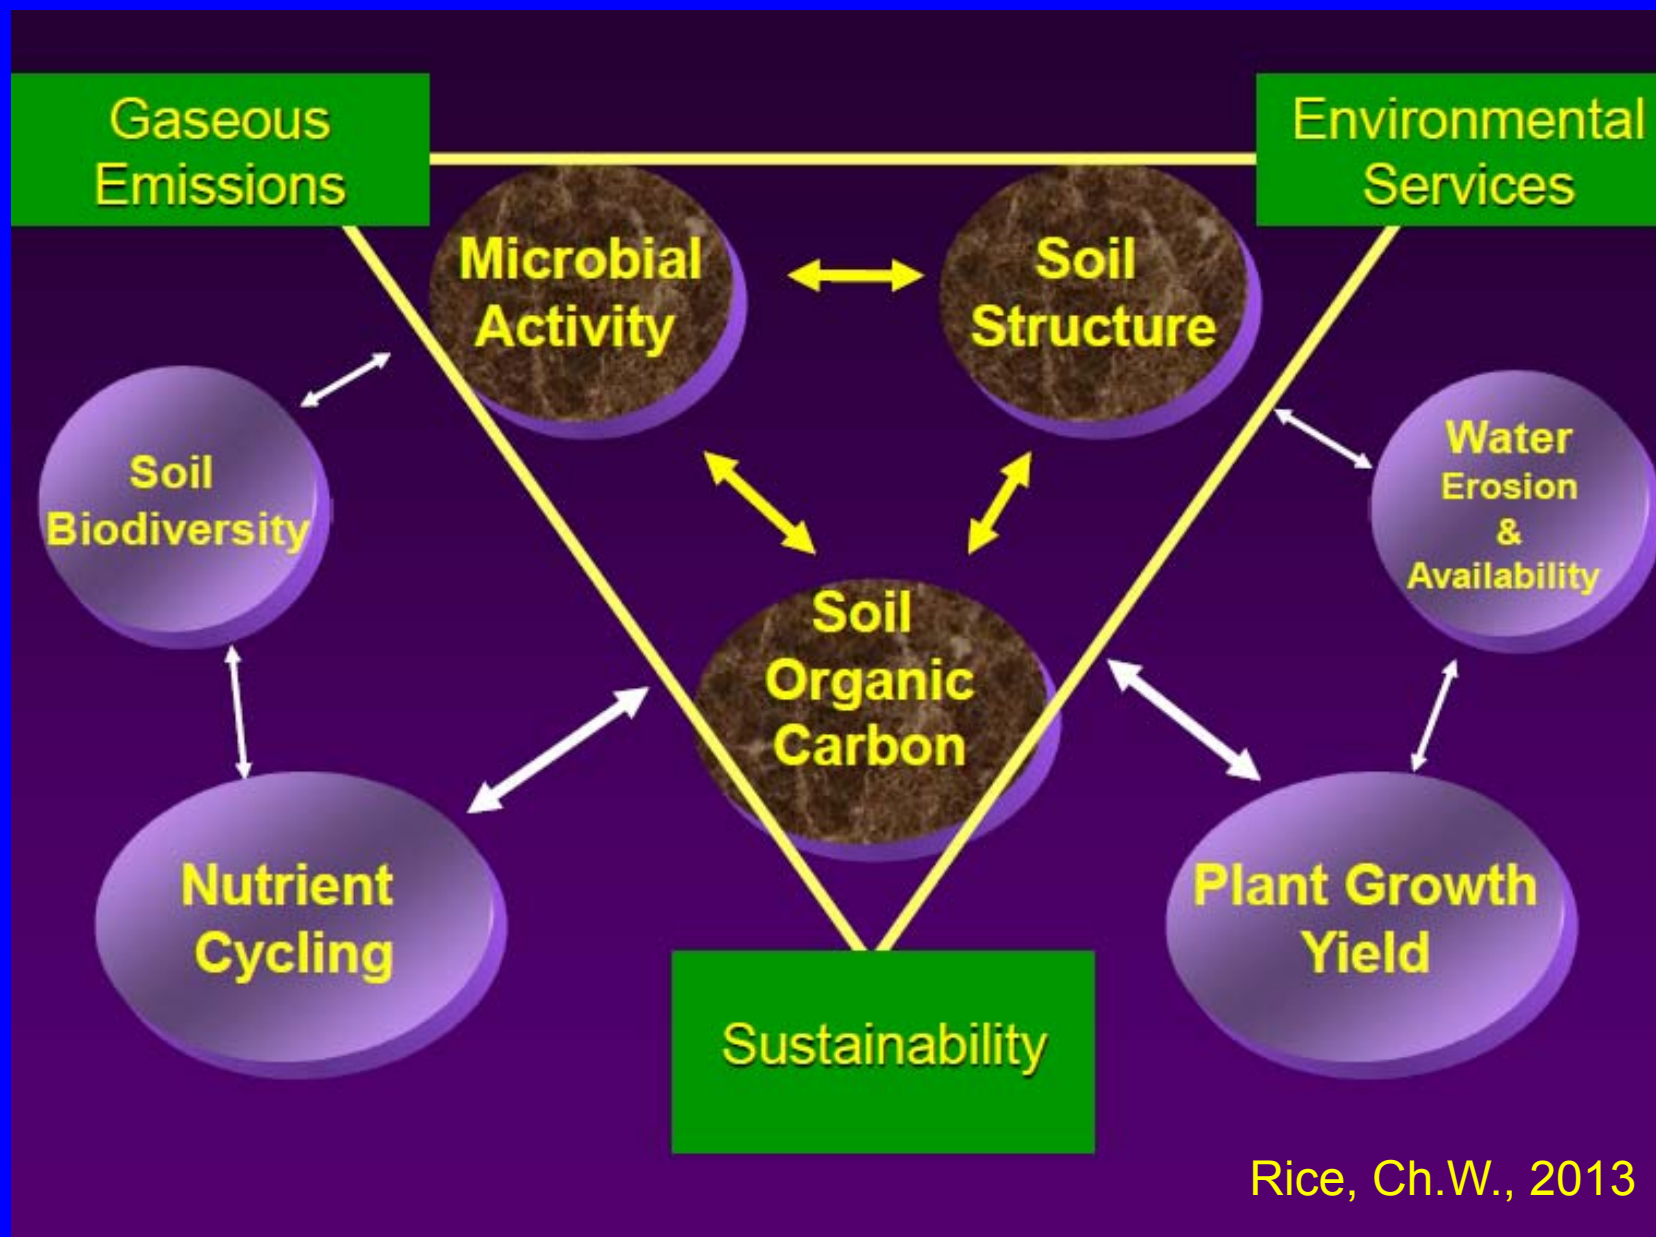 Gaseous
Emissions
Environmental
Services
Microbial
Activity
Soil
Structure
Soil
Biodiversity
Water
Erosion
&
Availability
Soil
Organic
Carbon
Nutrient
Cycling
Plant Growth
Yield
Sustainability
Rice, Ch.W., 2013